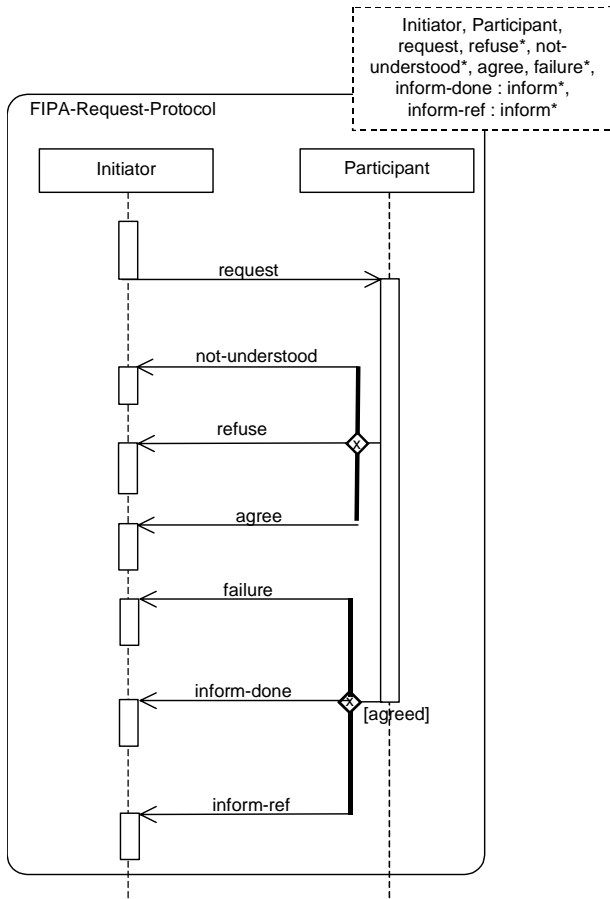 Initiator, Participant,
request, refuse*, not-
understood*, agree, failure*,
inform-done : inform*,
inform-ref : inform*
FIPA-Request-Protocol
Initiator
Participant
request
not-understood
refuse
x
agree
failure
inform-done
x
[agreed]
inform-ref